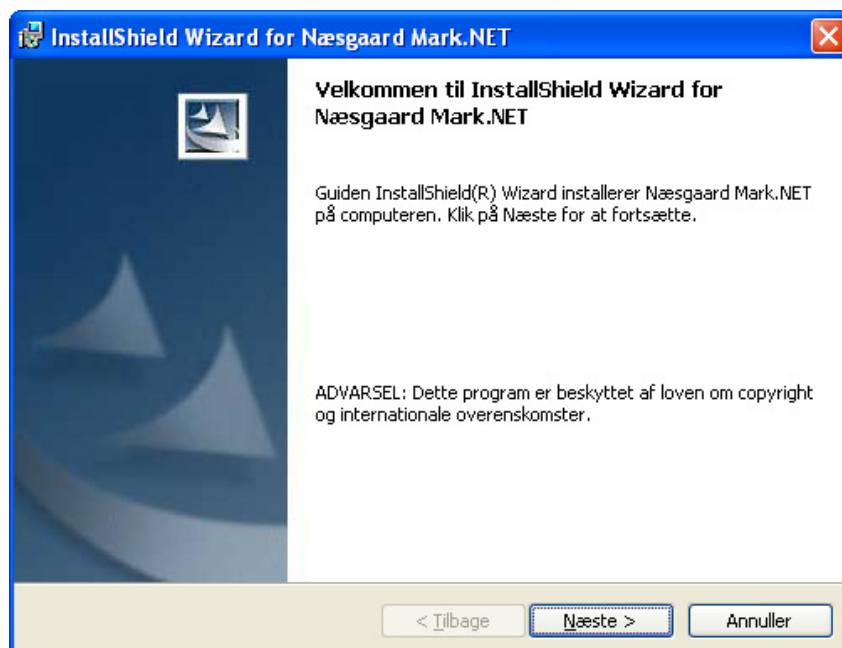 InstallShield Wizard for Næsgaard Mark.NET
Velkommen til InstallShield Wizard for
Næsgaard Mark.NET
Guiden InstallShield(R) Wizard installerer Næsgaard Mark.NET
på computeren. Klik på Næste for at fortsætte.
ADVARSEL: Dette program er beskyttet af loven om copyright
og internationale overenskomster.
< Tilbage
Næste >
Annuller